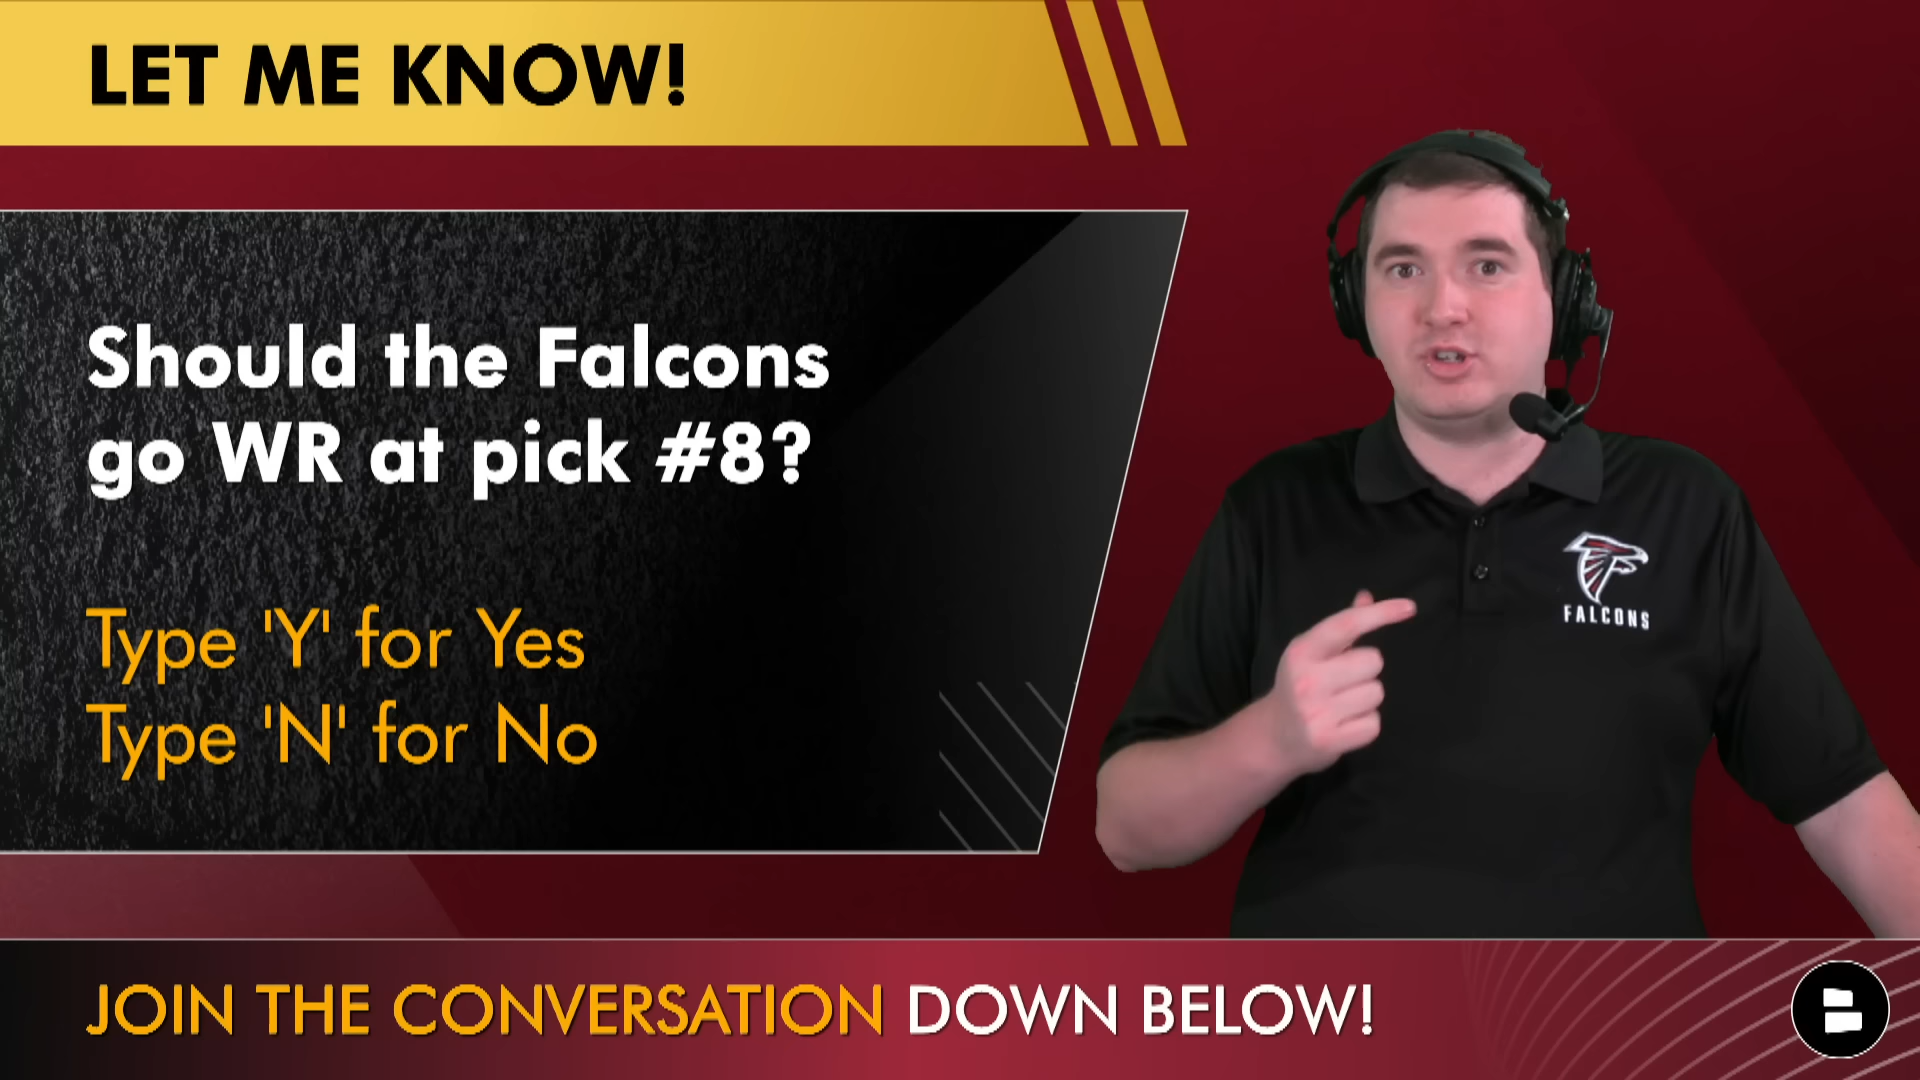 LET ME KNOW!
Should the Falcons
go WR at pick #8?
Type 'Y' for Yes
Type 'N' for No
FALCONS
JOIN THE CONVERSATION DOWN BELOW!